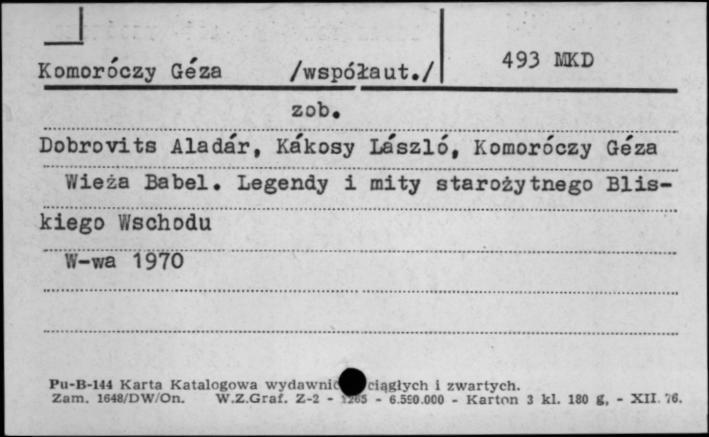 Komoróczy Géza /współaut./ 493 MKD
zob.
Dobrovits Aladár, Kákosy László, Komoróczy Géza
Wieża Babel. Legendy i mity starożytnego Blis-
kiego Wschodu
W-wa 1970
Pu-B-144 Karta Katalogowa ciągłych i zwartych.
Zam. 1648/DW/On. W.Z.Graf. Z-2 - - 6.550.000 - Karton 3 kl. 180 g, - XII. 76.